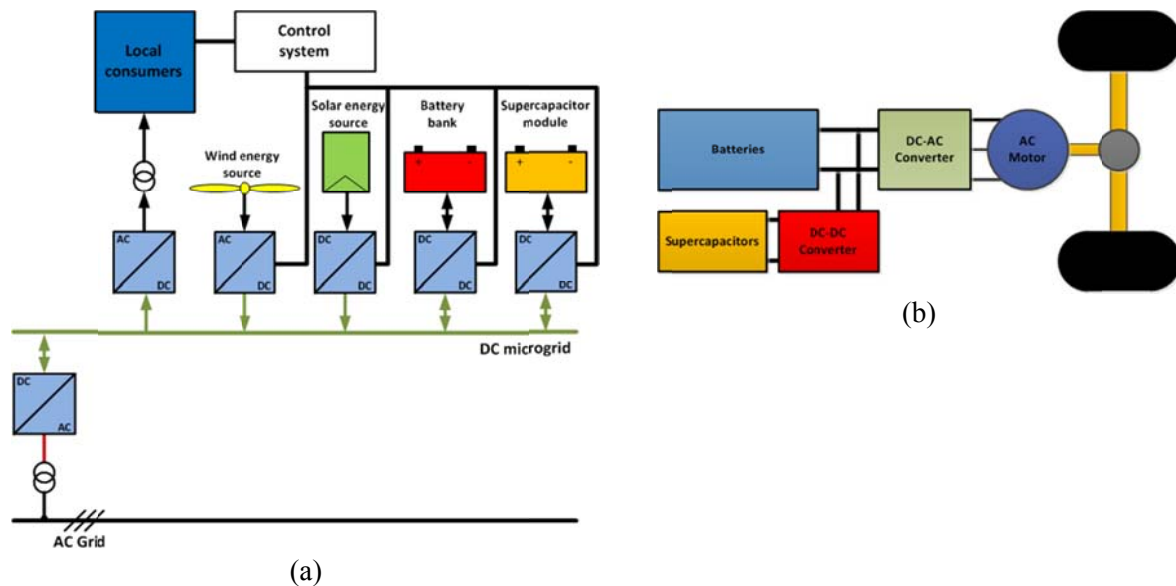 Local
consumers
Control
system
Wind energy
source
Solar energy
source
Battery
bank
Supercapacitor
module
+ -
+ -
AC
DC
AC
DC
DC
DC
DC
DC
DC
DC
DC microgrid
DC
AC
AC Grid
(a)
Batteries
Supercapacitors
DC-DC
Converter
DC-AC
Converter
AC
Motor
(b)